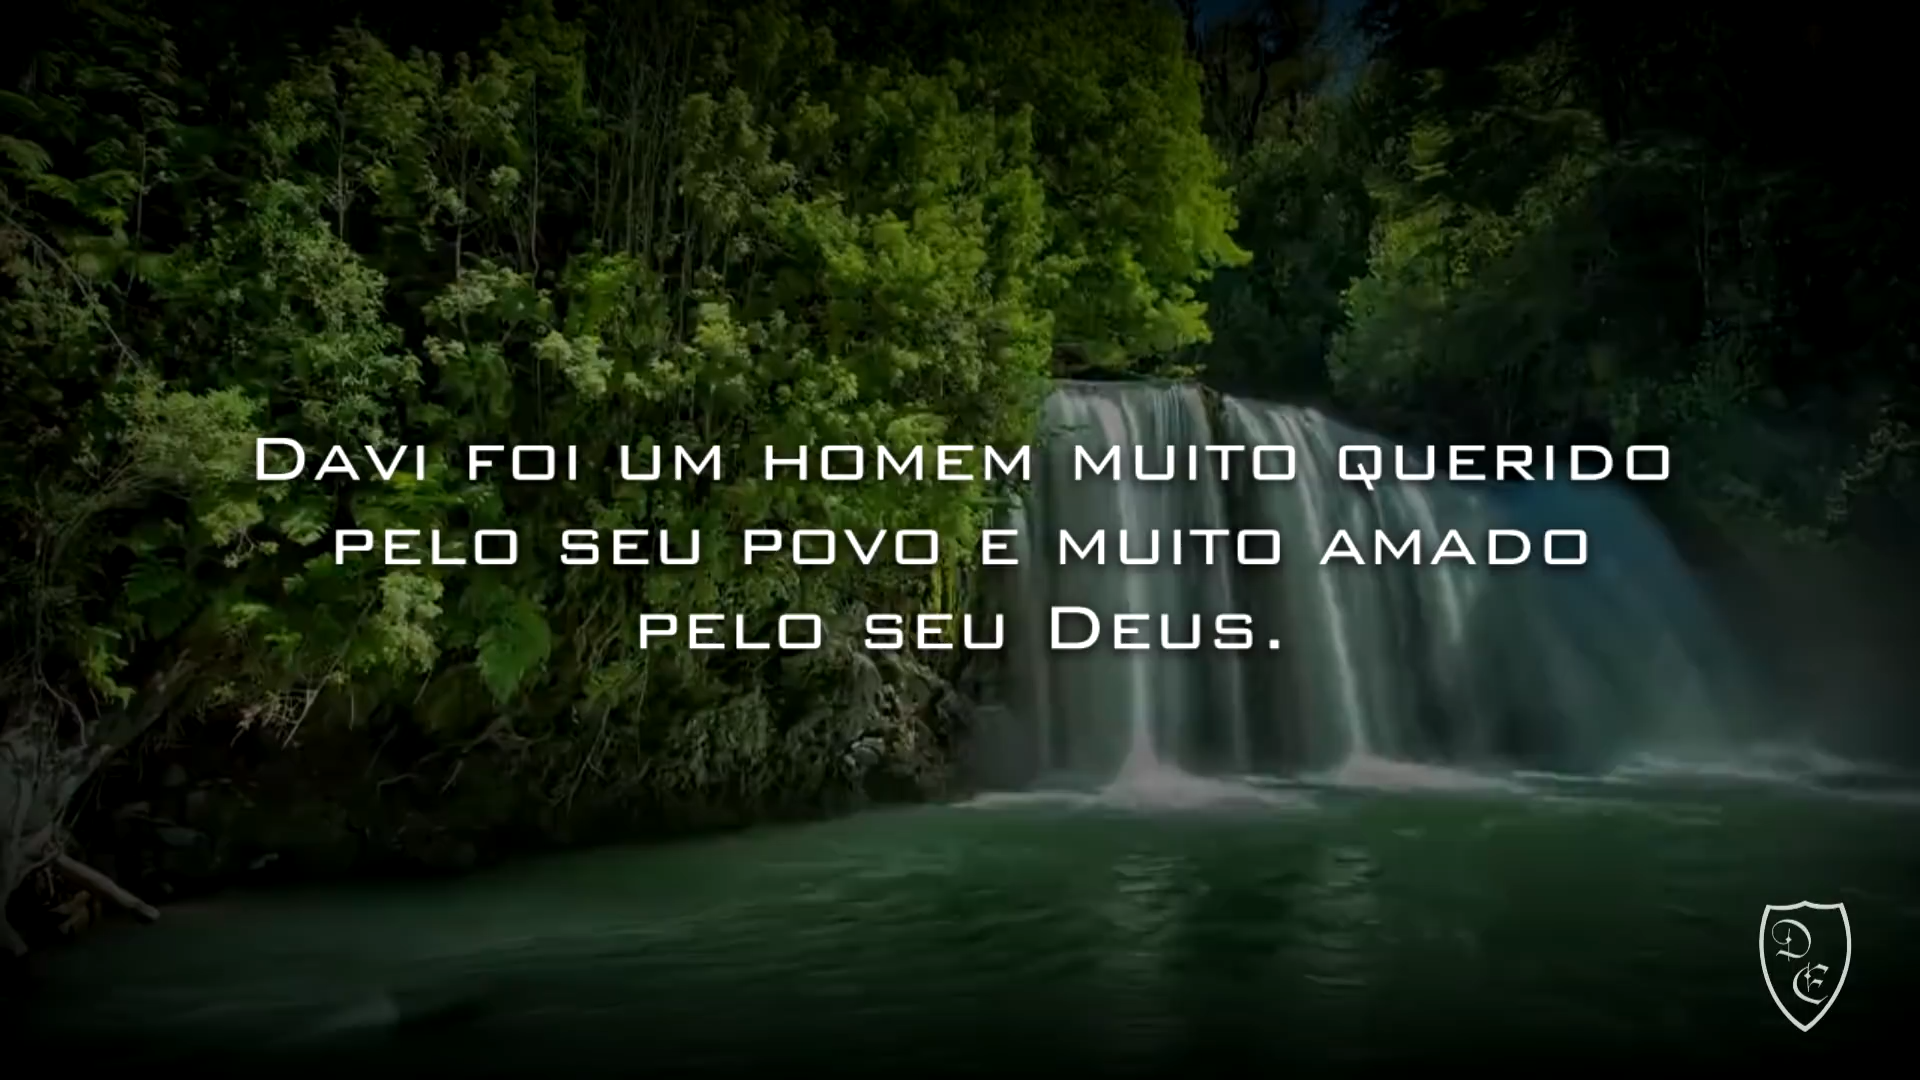 Davi foi um homem muito querido
pelo seu povo e muito amado
pelo seu Deus.
D
E